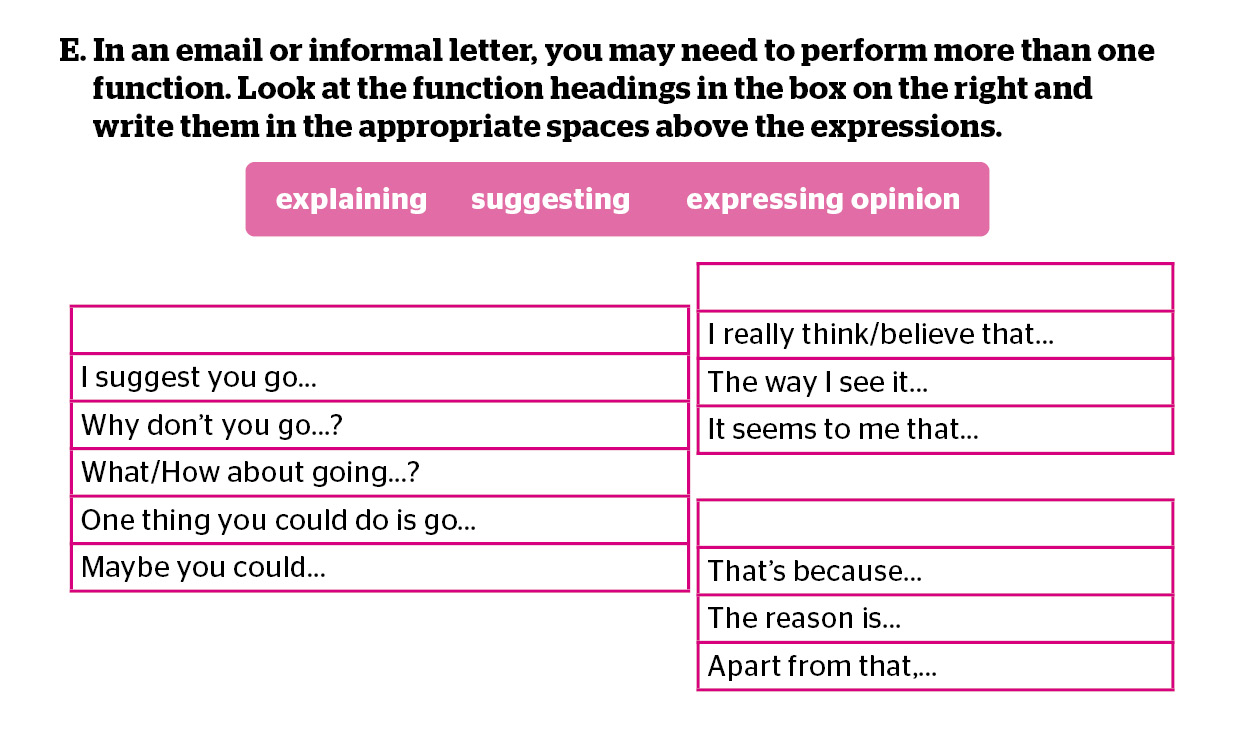 E. In an email or informal letter, you may need to perform more than one
function. Look at the function headings in the box on the right and
write them in the appropriate spaces above the expressions.
explaining suggesting expressing opinion
I suggest you go...
Why don’t you go...?
What/How about going...?
One thing you could do is go...
Maybe you could...
I really think/believe that...
The way I see it...
It seems to me that...
That’s because...
The reason is...
Apart from that,...